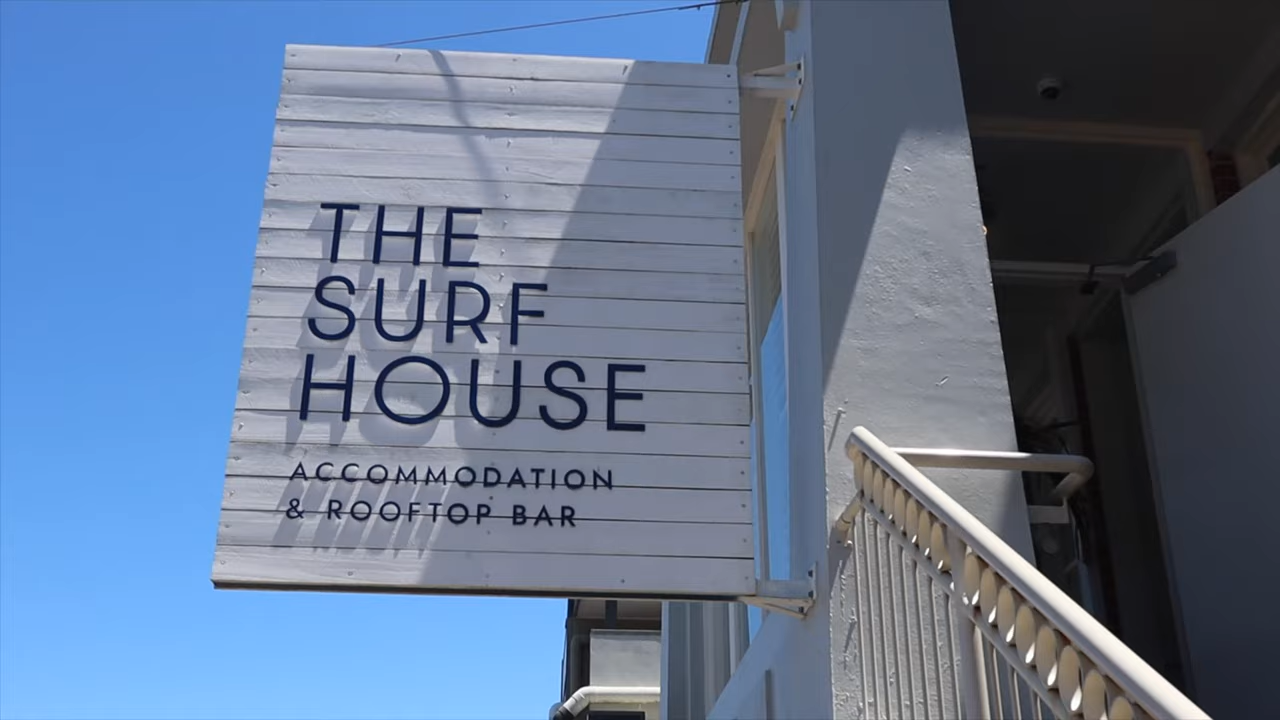 THE
SURF
HOUSE
ACCOMMODATION
& ROOFTOP BAR